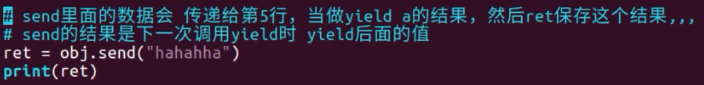 # send里面的数据会 传递给第5行，当做yield a的结果，然后ret保存这个结果,,,
# send的结果是下一次调用yield时 yield后面的值
ret = obj.send("hahahha")
print(ret)